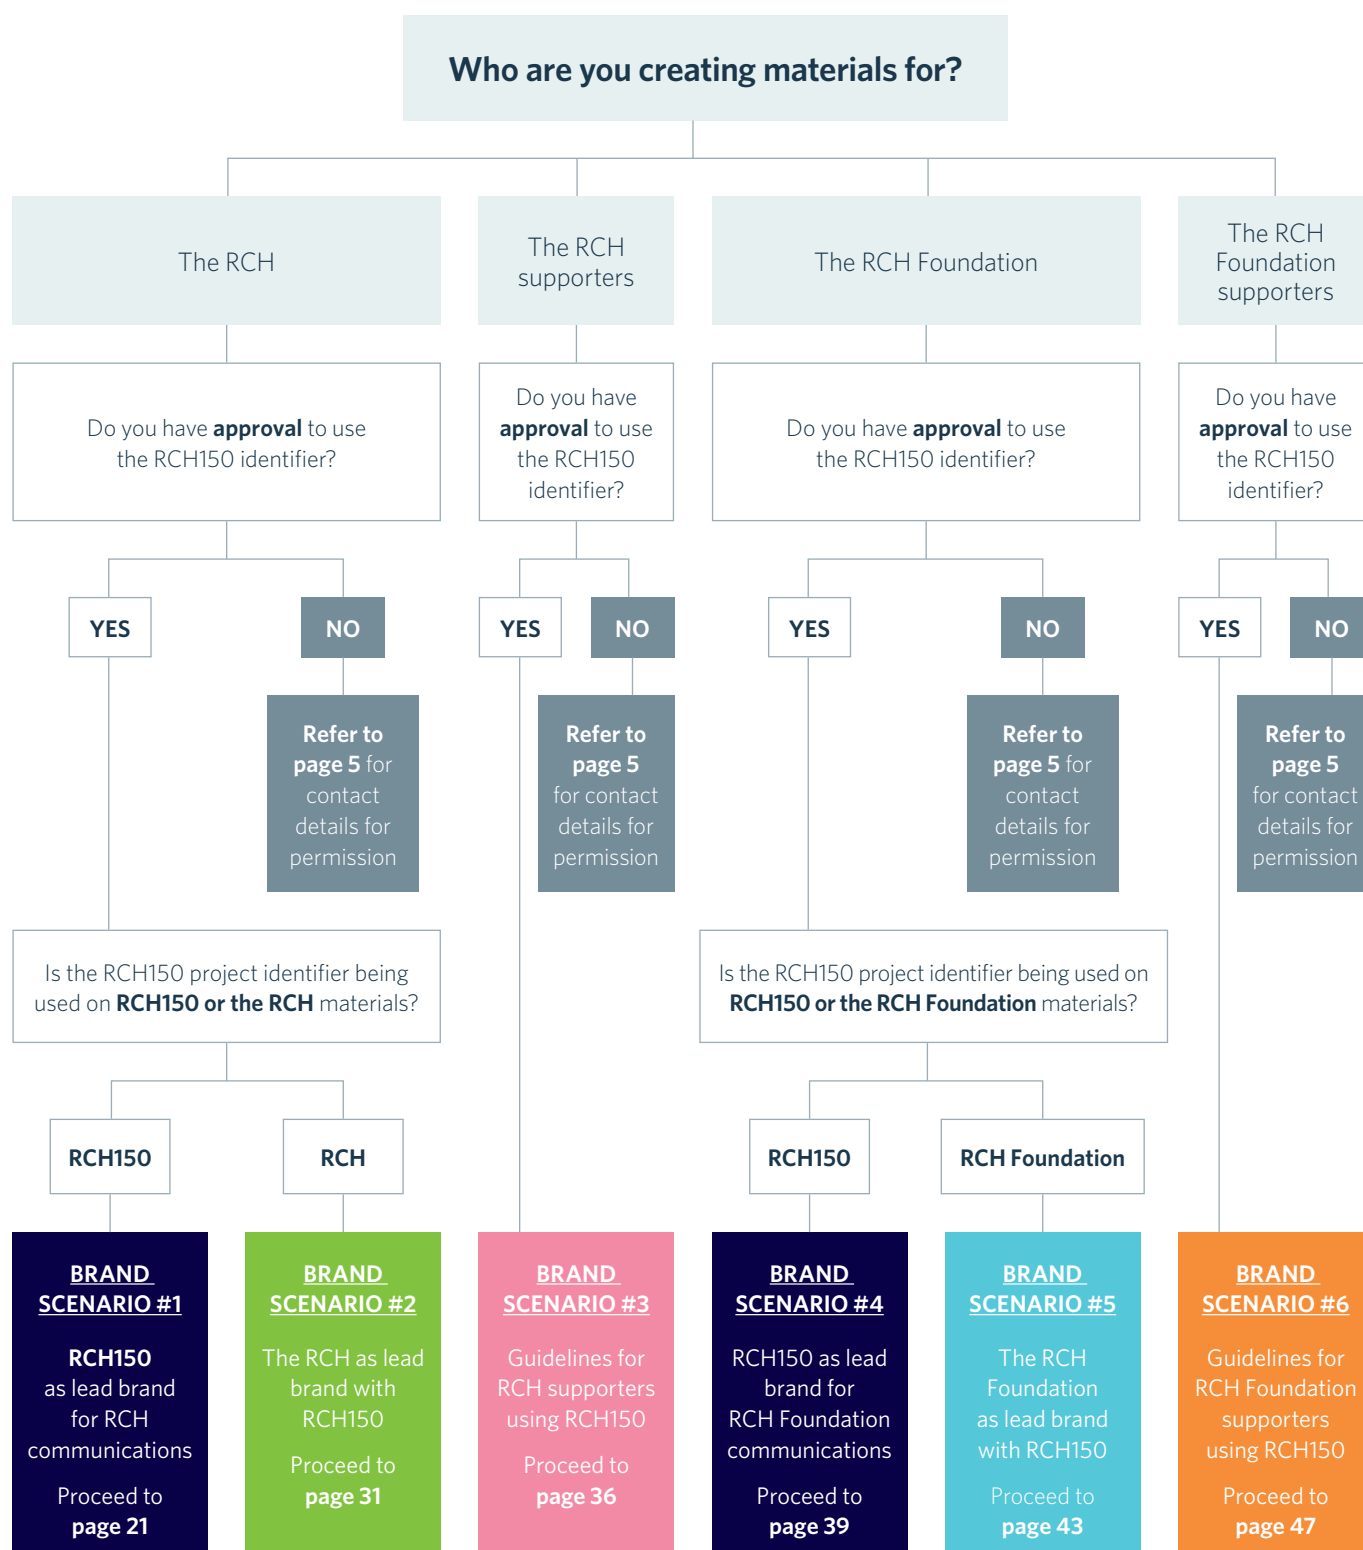 Who are you creating materials for?
The RCH
The RCH
supporters
The RCH Foundation
The RCH
Foundation
supporters
Do you have approval to use
the RCH150 identifier?
Do you have
approval to use
the RCH150
identifier?
Do you have approval to use
the RCH150 identifier?
Do you have
approval to use
the RCH150
identifier?
YES
NO
YES
NO
YES
NO
YES
NO
Refer to
page 5 for
contact
details for
permission
Refer to
page 5
for contact
details for
permission
Refer to
page 5 for
contact
details for
permission
Refer to
page 5
for contact
details for
permission
Is the RCH150 project identifier being
used on RCH150 or the RCH materials?
Is the RCH150 project identifier being used on
RCH150 or the RCH Foundation materials?
RCH150
RCH
RCH150
RCH Foundation
BRAND
SCENARIO #1
RCH150
as lead brand
for RCH
communications
Proceed to
page 21
BRAND
SCENARIO #2
The RCH as lead
brand with
RCH150
Proceed to
page 31
BRAND
SCENARIO #3
Guidelines for
RCH supporters
using RCH150
Proceed to
page 36
BRAND
SCENARIO #4
RCH150 as lead
brand for
RCH Foundation
communications
Proceed to
page 39
BRAND
SCENARIO #5
The RCH
Foundation
as lead brand
with RCH150
Proceed to
page 43
BRAND
SCENARIO #6
Guidelines for
RCH Foundation
supporters
using RCH150
Proceed to
page 47